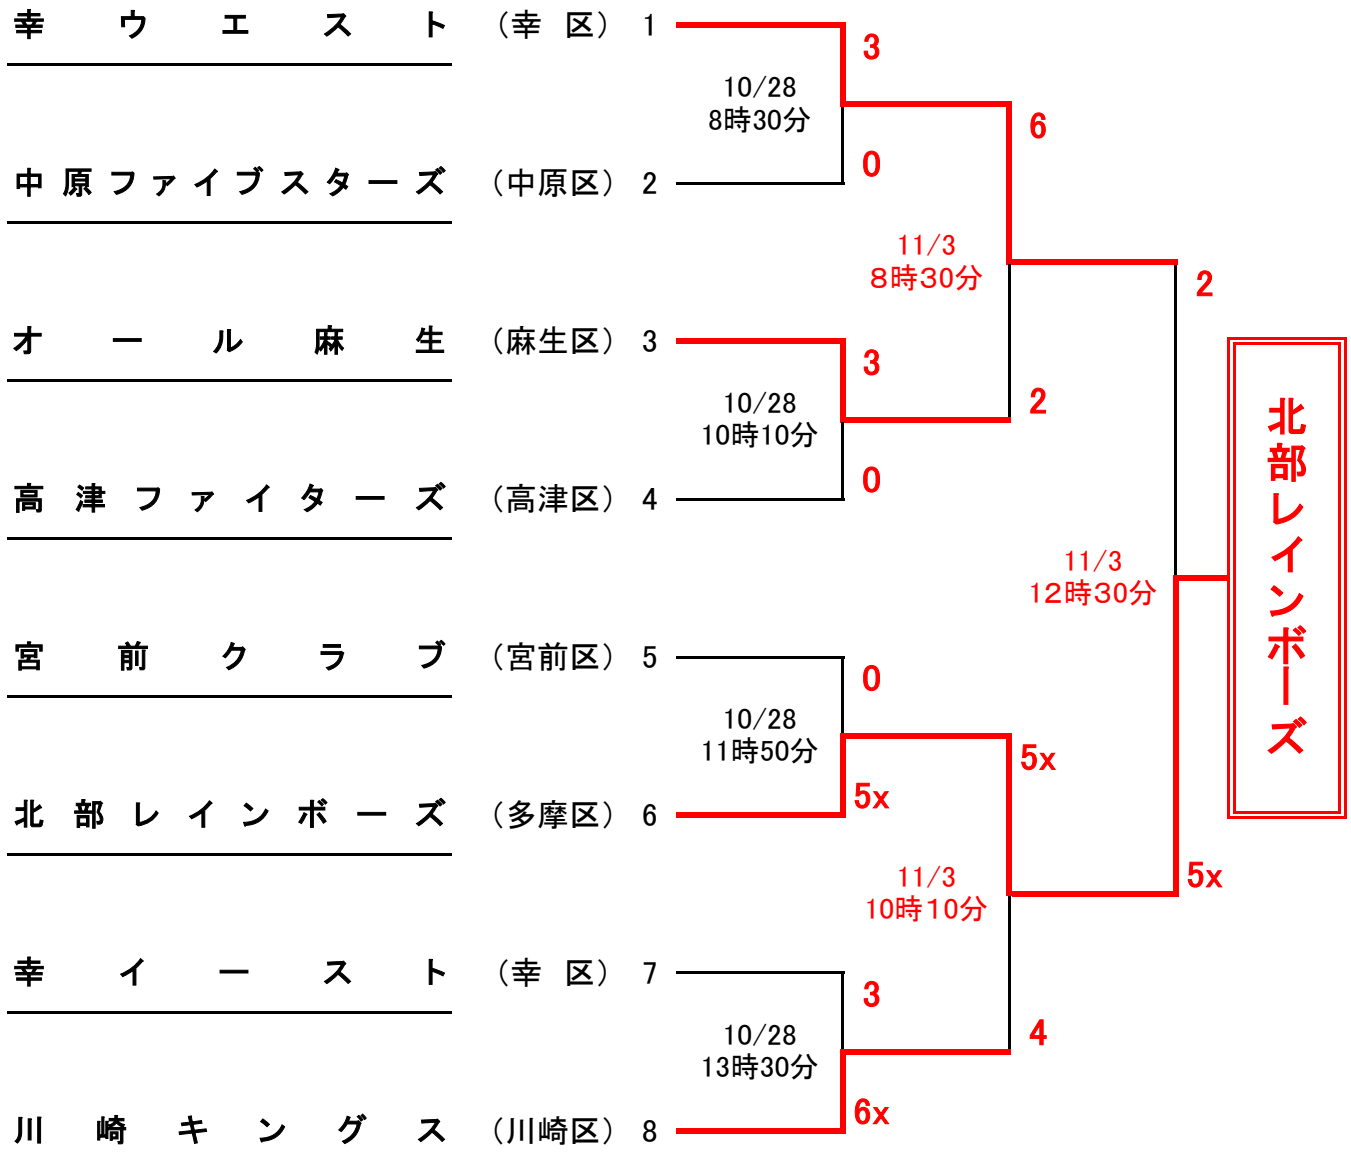 幸ウエスト （幸 区） 1
3
10/28
8時30分
6
0
中原ファイブスターズ （中原区） 2
11/3
８時３０分
2
オール麻生 （麻生区） 3
3
10/28
10時10分
2
0
高津ファイターズ （高津区） 4
北部レインボーズ
11/3
１２時３０分
宮前クラブ （宮前区） 5
0
10/28
11時50分
5x
5x
北部レインボーズ （多摩区） 6
11/3
10時１０分
5x
幸イースト （幸 区） 7
3
10/28
13時30分
4
6x
川崎キングス （川崎区） 8